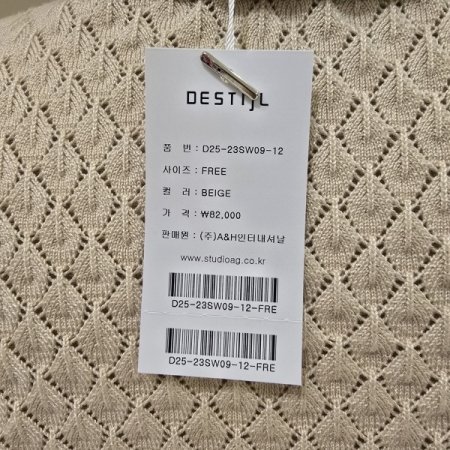 DESTIJL
품 번 : D25-23SW09-12
사이즈 : FREE
컬 러 : BEIGE
가 격 : ₩82,000
판매원 : (주)A&H인터내셔날
www.studioag.co.kr
D25-23SW09-12-FRE
D25-23SW09-12-FRE